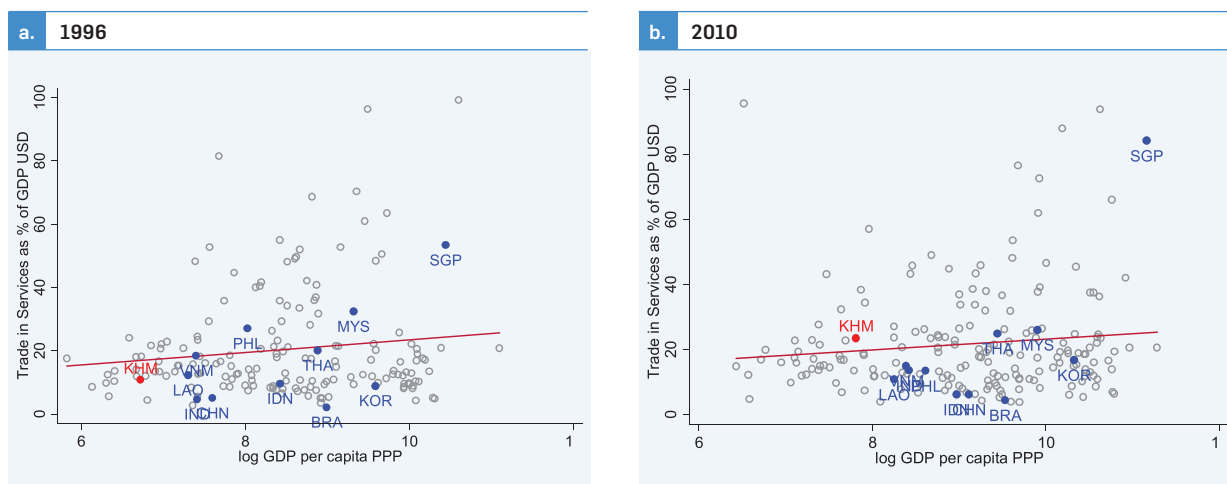 a. 1996
Trade in Services as % of GDP USD
100
80
60
40
20
0
SGP
MYS
PHL
THA
KHM
VNM
LAO
IDN
KOR
IND
CHN
BRA
6 8 10 1
log GDP per capita PPP
b. 2010
Trade in Services as % of GDP USD
100
80
60
40
20
0
SGP
KHM
THA
MYS
VNM
IND
PHL
LAO
KOR
IDN
CHN
BRA
6 8 10 1
log GDP per capita PPP